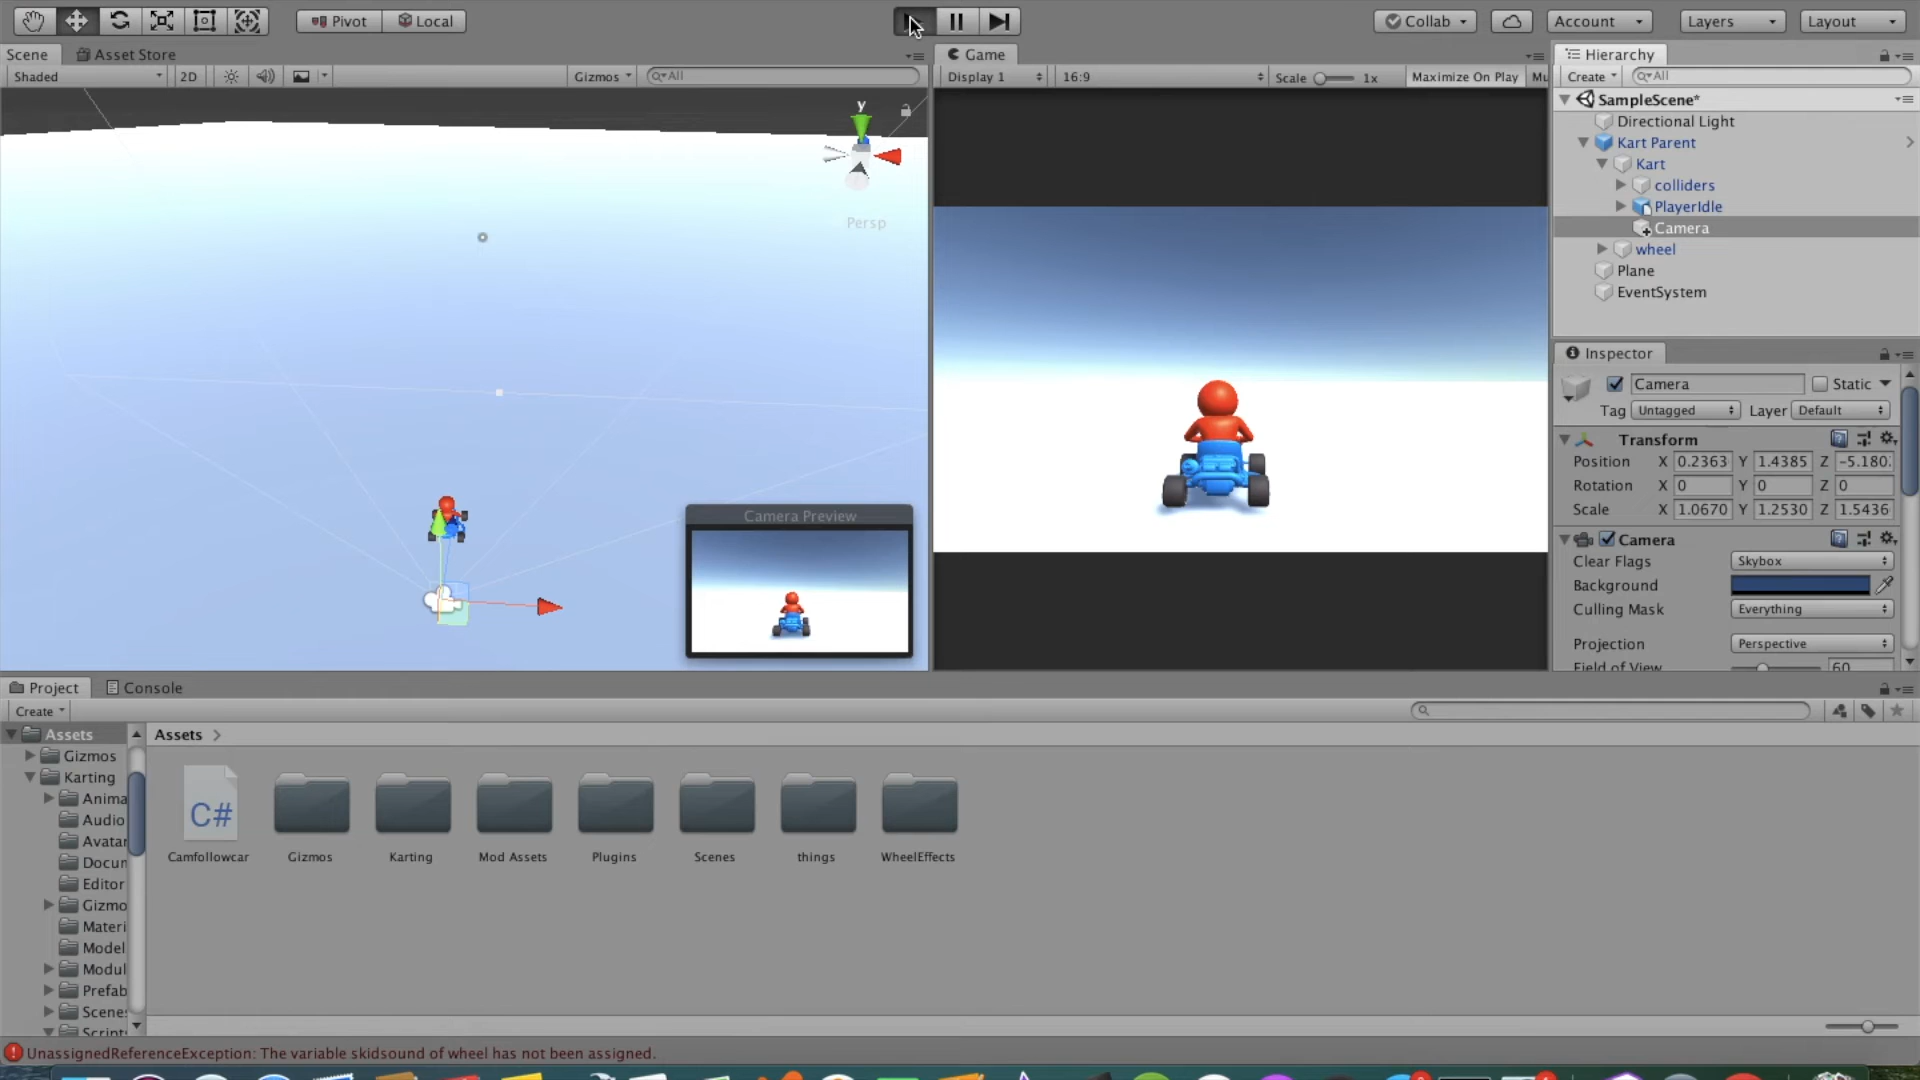 Pivot Local Collab Account Layers Layout
Scene Asset Store
Shaded 2D Gizmos All
y
Persp
Camera Preview
Game
Display 1 16:9 Scale 1x Maximize On Play Mu
Hierarchy
Create All
SampleScene*
Directional Light
Kart Parent
Kart
colliders
PlayerIdle
Camera
wheel
Plane
EventSystem
Inspector
Camera Static
Tag Untagged Layer Default
Transform
Position X 0.2363 Y 1.4385 Z -5.180
Rotation X 0 Y 0 Z 0
Scale X 1.0670 Y 1.2530 Z 1.5436
Camera
Clear Flags Skybox
Background
Culling Mask Everything
Projection Perspective
Field of View 60
Project Console
Create
Assets
Gizmos
Karting
Anima
Audio
Avatar
Docun
Editor
Gizmo
Materi
Model
Modul
Prefab
Scene
Script
Assets
C#
Camfollowcar Gizmos Karting Mod Assets Plugins Scenes things WheelEffects
UnassignedReferenceException: The variable skidsound of wheel has not been assigned.